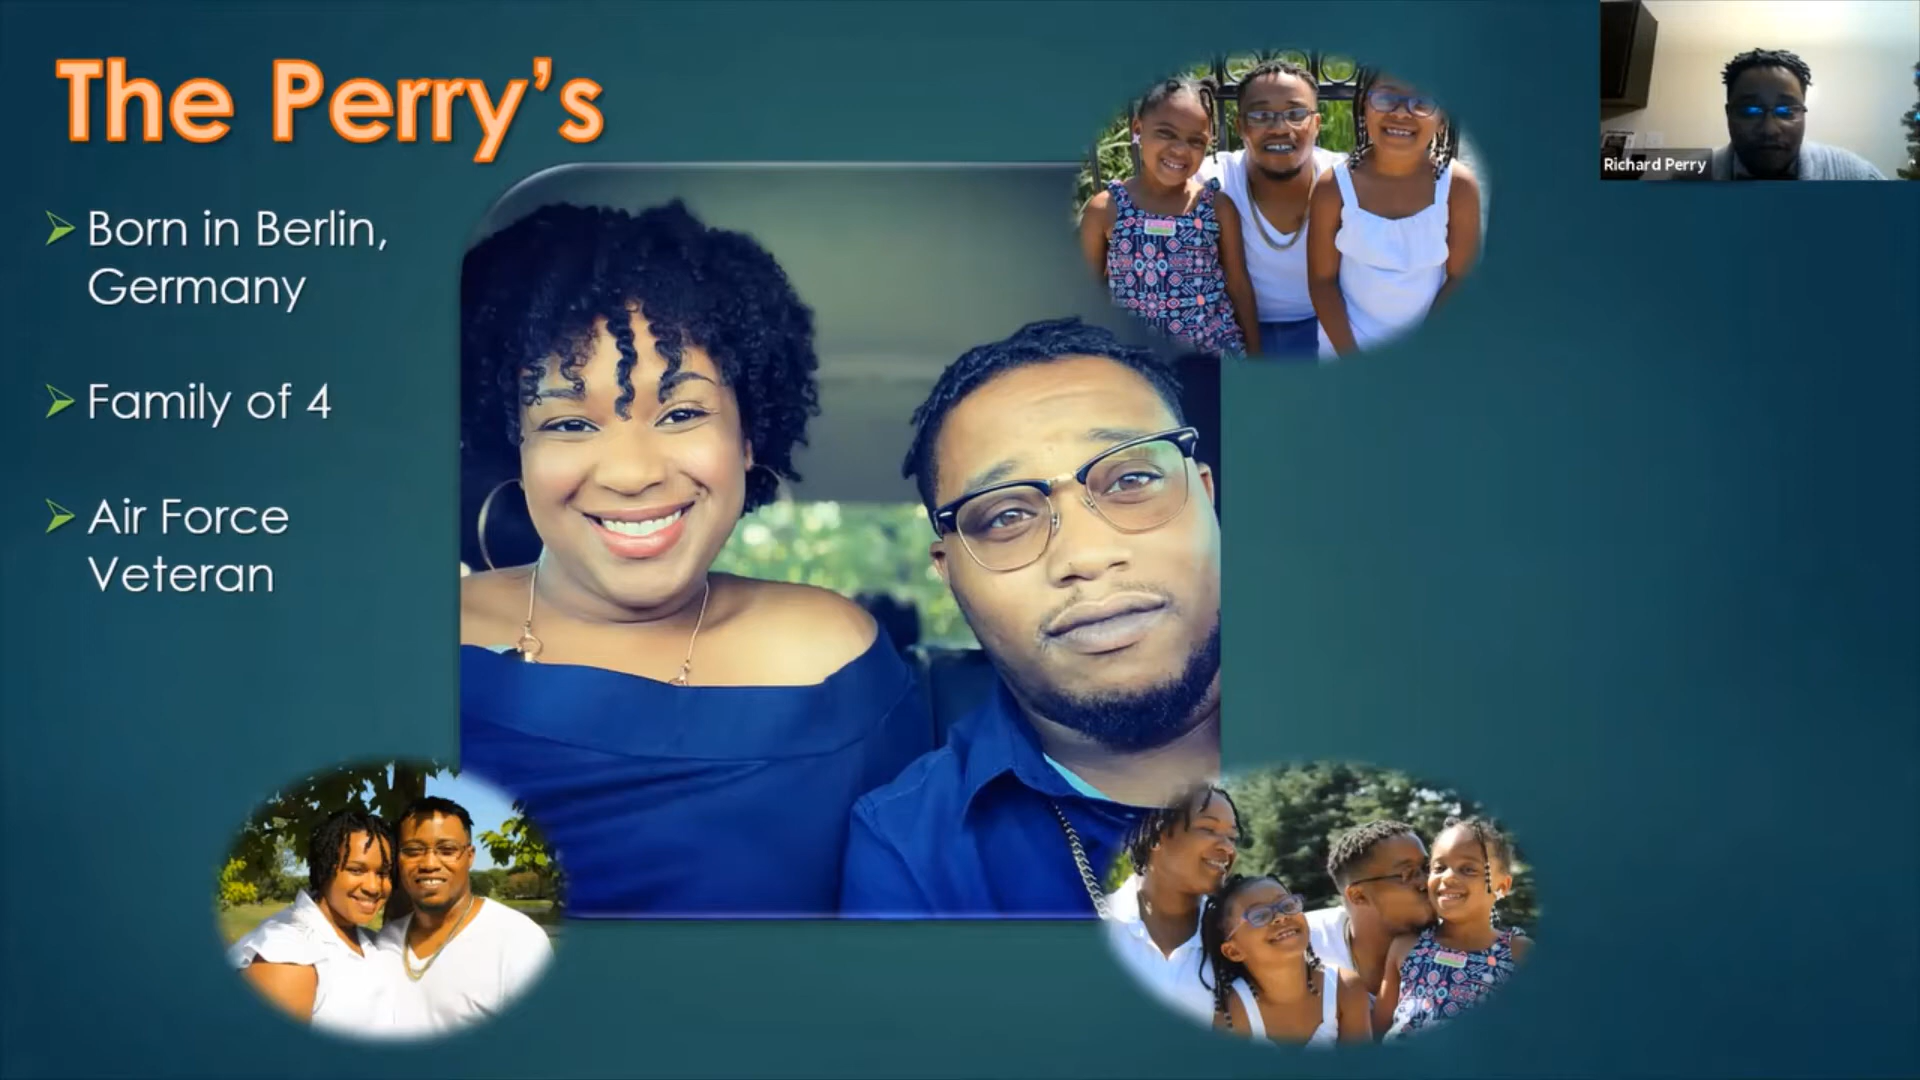 The Perry's
Born in Berlin,
Germany
Family of 4
Air Force
Veteran
Richard Perry